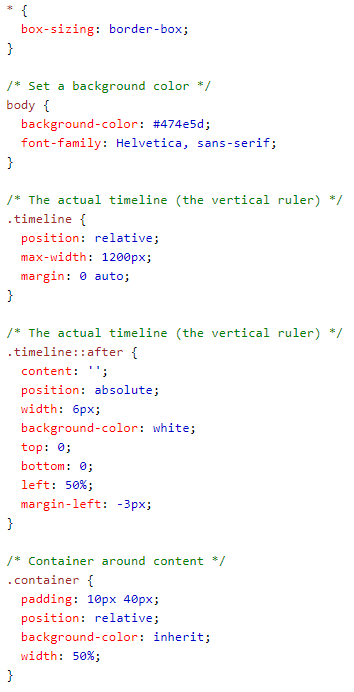 * {
  box-sizing: border-box;
}

/* Set a background color */
body {
  background-color: #474e5d;
  font-family: Helvetica, sans-serif;
}

/* The actual timeline (the vertical ruler) */
.timeline {
  position: relative;
  max-width: 1200px;
  margin: 0 auto;
}

/* The actual timeline (the vertical ruler) */
.timeline::after {
  content: '';
  position: absolute;
  width: 6px;
  background-color: white;
  top: 0;
  bottom: 0;
  left: 50%;
  margin-left: -3px;
}

/* Container around content */
.container {
  padding: 10px 40px;
  position: relative;
  background-color: inherit;
  width: 50%;
}